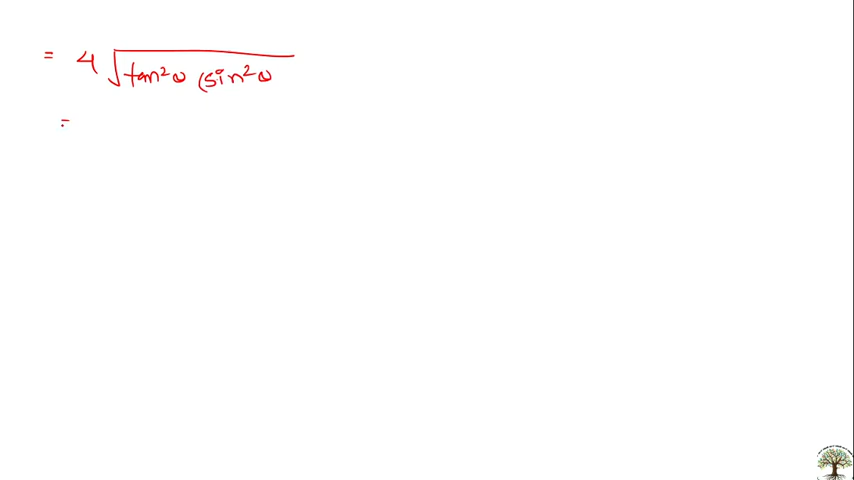 = 4 √tan²θ (sin²θ
=